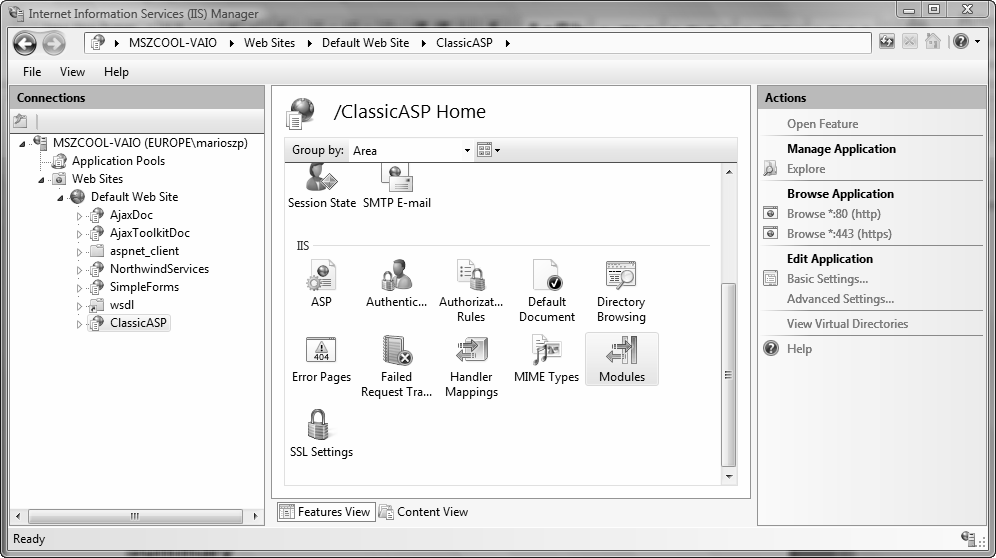 Internet Information Services (IIS) Manager
MSZCOOL-VAIO Web Sites Default Web Site ClassicASP
File View Help
Connections
MSZCOOL-VAIO (EUROPE\marioszp)
Application Pools
Web Sites
Default Web Site
AjaxDoc
AjaxToolkitDoc
aspnet_client
NorthwindServices
SimpleForms
wsdl
ClassicASP
/ClassicASP Home
Group by: Area
Session State SMTP E-mail
IIS
ASP Authentic... Authorizat... Rules Default Document Directory Browsing
404
Error Pages Failed Request Tra... Handler Mappings MIME Types Modules
SSL Settings
Features View Content View
Actions
Open Feature
Manage Application
Explore
Browse Application
Browse *:80 (http)
Browse *:443 (https)
Edit Application
Basic Settings...
Advanced Settings...
View Virtual Directories
Help
Ready